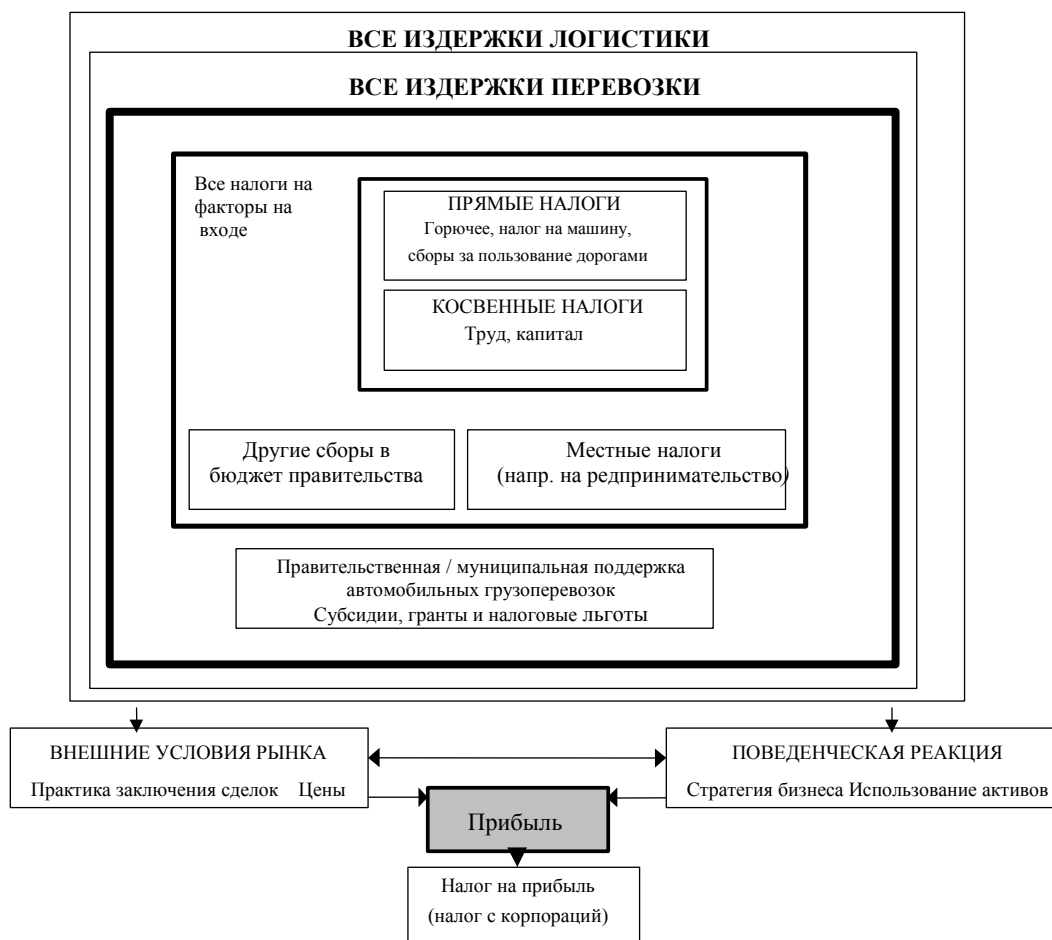 ВСЕ ИЗДЕРЖКИ ЛОГИСТИКИ
ВСЕ ИЗДЕРЖКИ ПЕРЕВОЗКИ
Все налоги на
факторы на
входе
ПРЯМЫЕ НАЛОГИ
Горючее, налог на машину,
сборы за пользование дорогами
КОСВЕННЫЕ НАЛОГИ
Труд, капитал
Другие сборы в
бюджет правительства
Местные налоги
(напр. на редпринимательство)
Правительственная / муниципальная поддержка
автомобильных грузоперевозок
Субсидии, гранты и налоговые льготы
ВНЕШНИЕ УСЛОВИЯ РЫНКА
Практика заключения сделок Цены
ПОВЕДЕНЧЕСКАЯ РЕАКЦИЯ
Стратегия бизнеса Использование активов
Прибыль
Налог на прибыль
(налог с корпораций)